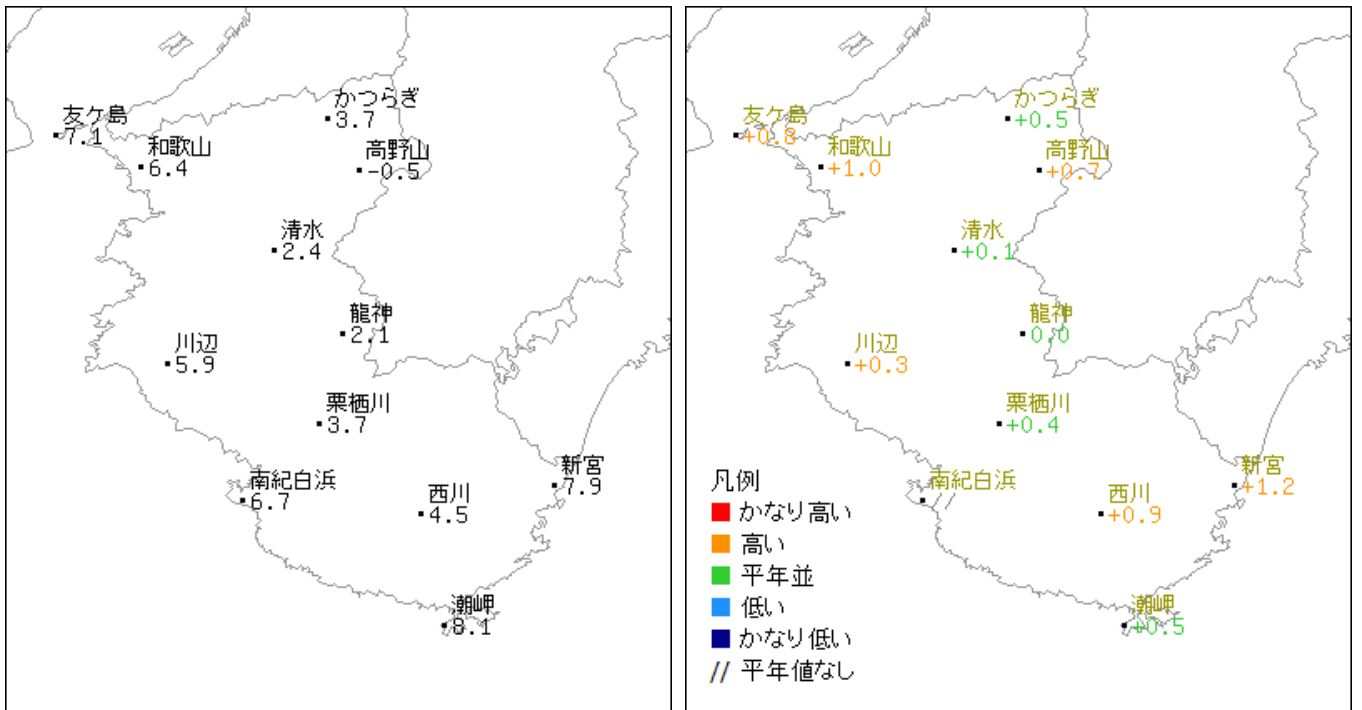 友ケ島
7.1
和歌山
6.4
かつらぎ
3.7
高野山
-0.5
清水
2.4
龍神
2.1
川辺
5.9
栗栖川
3.7
南紀白浜
6.7
西川
4.5
新宮
7.9
潮岬
8.1
友ケ島
+0.8
和歌山
+1.0
かつらぎ
+0.5
高野山
+0.7
清水
+0.1
龍神
0.0
川辺
+0.3
栗栖川
+0.4
南紀白浜
//
西川
+0.9
新宮
+1.2
潮岬
+0.5
凡例
かなり高い
高い
平年並
低い
かなり低い
// 平年値なし